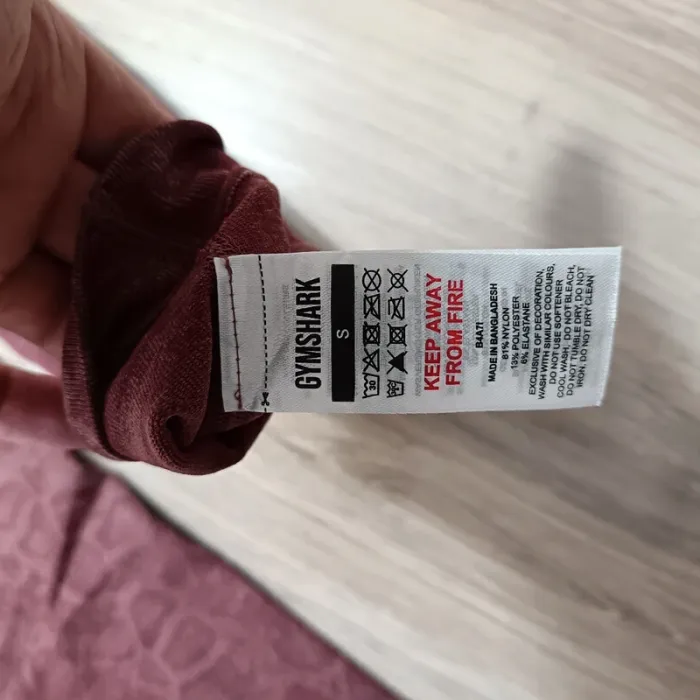 GYMSHARK
S
30
KEEP AWAY
FROM FIRE
B4A7I
MADE IN BANGLADESH
81% NYLON
13% POLYESTER
6% ELASTANE
EXCLUSIVE OF DECORATION,
WASH WITH SIMILAR COLOURS,
DO NOT USE SOFTENER
COOL WASH, DO NOT BLEACH,
DO NOT TUMBLE DRY, DO NOT
IRON, DO NOT DRY CLEAN